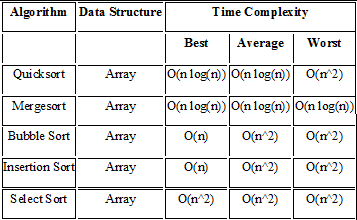 Algorithm Data Structure Time Complexity
Best Average Worst
Quicksort Array O(n log(n)) O(n log(n)) O(n^2)
Mergesort Array O(n log(n)) O(n log(n)) O(n log(n))
Bubble Sort Array O(n) O(n^2) O(n^2)
Insertion Sort Array O(n) O(n^2) O(n^2)
Select Sort Array O(n^2) O(n^2) O(n^2)